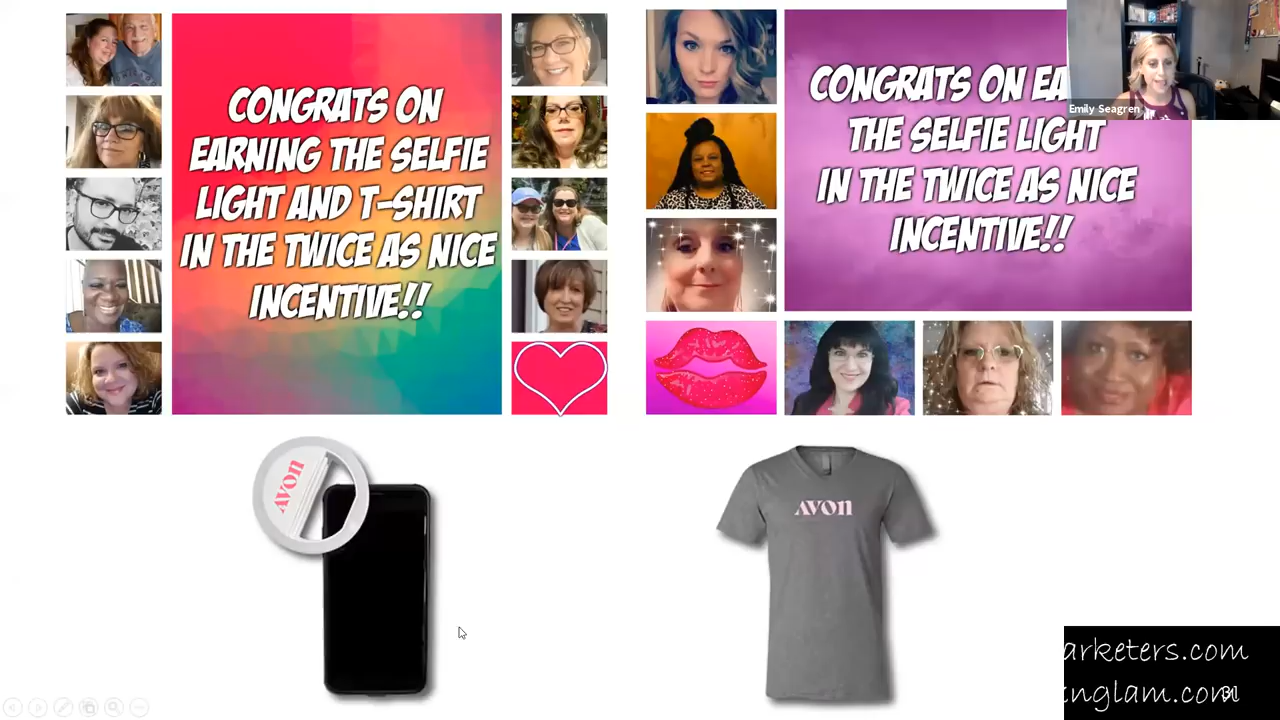 CONGRATS ON
EARNING THE SELFIE
LIGHT AND T-SHIRT
IN THE TWICE AS NICE
INCENTIVE!!
CONGRATS ON EA
THE SELFIE LIGHT
IN THE TWICE AS NICE
INCENTIVE!!
Emily Seagren
AVON
AVON
arketers.com
nglam.com
31